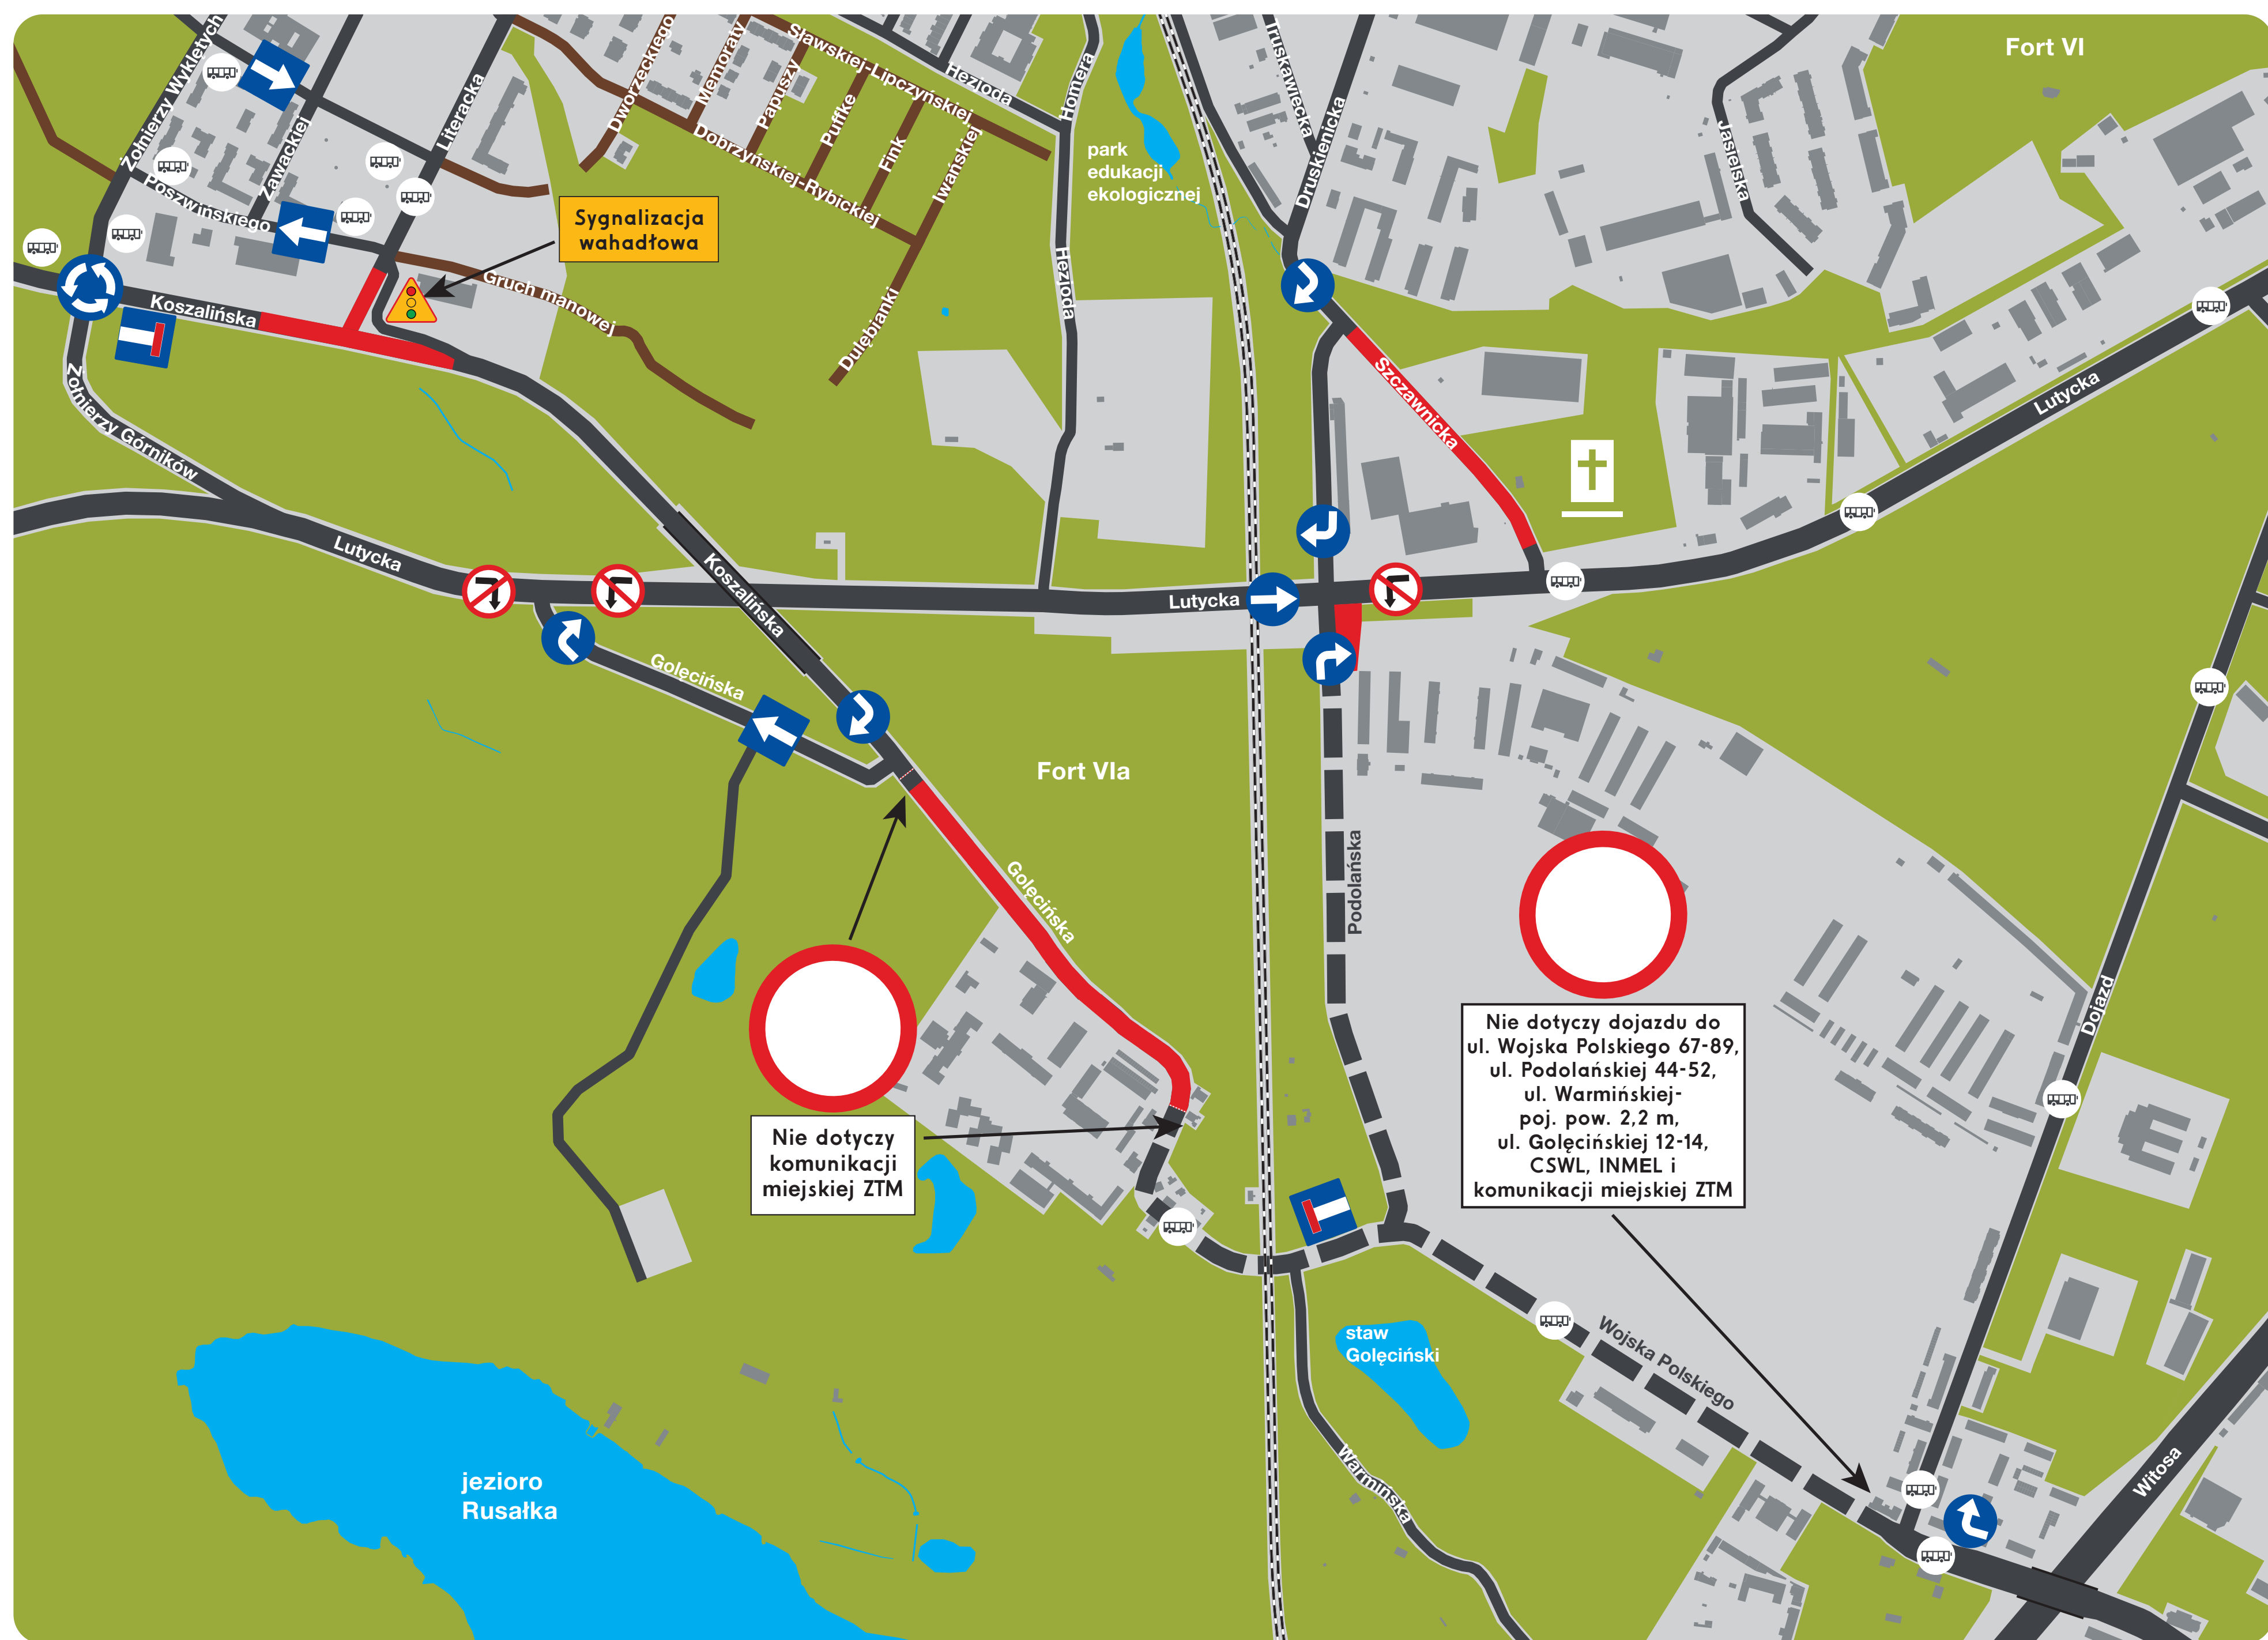 Fort VI
Żołnierzy Wyklętych
Zawackiej
Literacka
Poszwińskiego
Dworzeckiego
Memoraty
Papuszy
Puffke
Fink
Iwańskiej
Sławskiej-Lipczyńskiej
Dobrzyńskiej-Rybickiej
Hezjoda
Homera
Hezjoda
Truskawiecka
Druskienicka
Jasielska
park
edukacji
ekologicznej
Sygnalizacja
wahadłowa
Gruch manowej
Dulębianki
Koszalińska
Żołnierzy Górników
Szczawnicka
Lutycka
Lutycka
Koszalińska
Lutycka
Golęcińska
Fort VIa
Golęcińska
Podolańska
Dojazd
Nie dotyczy
komunikacji
miejskiej ZTM
Nie dotyczy dojazdu do
ul. Wojska Polskiego 67-89,
ul. Podolańskiej 44-52,
ul. Warmińskiej-
poj. pow. 2,2 m,
ul. Golęcińskiej 12-14,
CSWL, INMEL i
komunikacji miejskiej ZTM
staw
Golęciński
Wojska Polskiego
Warmińska
Witosa
jezioro
Rusałka